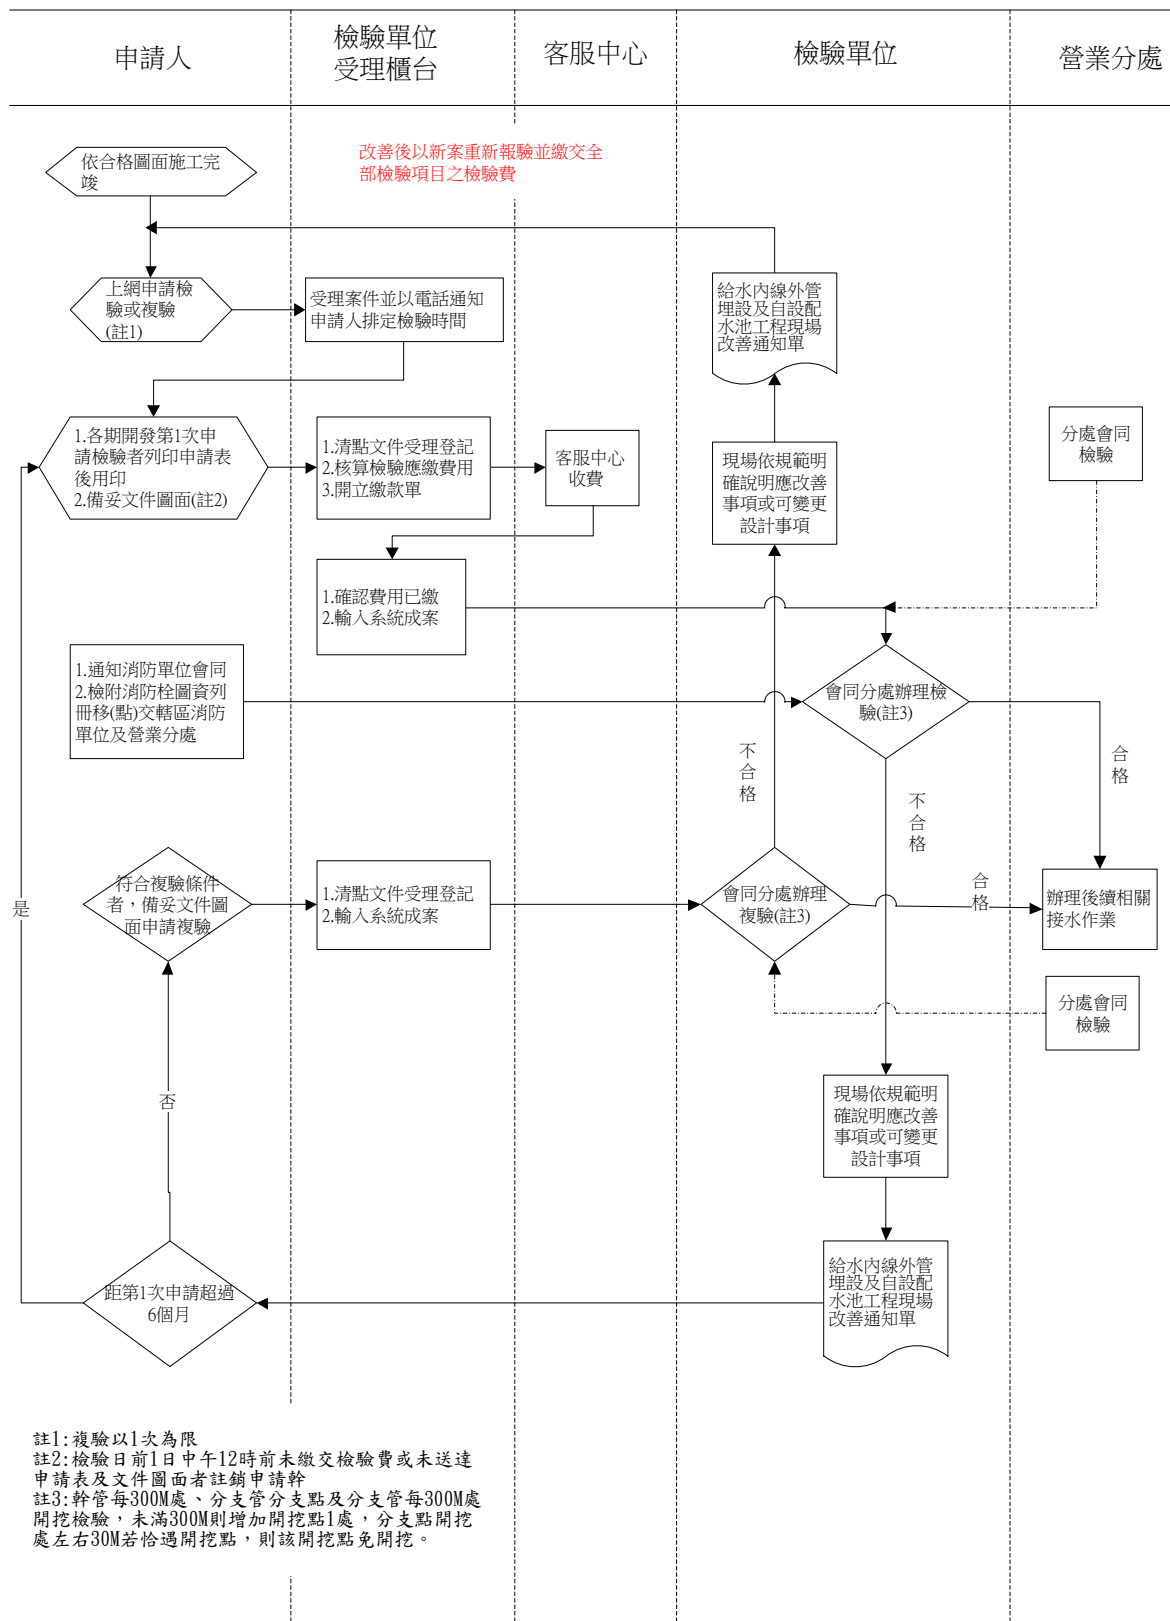 申請人
檢驗單位
受理櫃台
客服中心
檢驗單位
營業分處
依合格圖面施工完
竣
改善後以新案重新報驗並繳交全
部檢驗項目之檢驗費
上網申請檢
驗或複驗
(註1)
受理案件並以電話通知
申請人排定檢驗時間
給水內線外管
埋設及自設配
水池工程現場
改善通知單
1.各期開發第1次申
請檢驗者列印申請表
後用印
2.備妥文件圖面(註2)
1.清點文件受理登記
2.核算檢驗應繳費用
3.開立繳款單
客服中心
收費
現場依規範明
確說明應改善
事項或可變更
設計事項
分處會同
檢驗
1.確認費用已繳
2.輸入系統成案
1.通知消防單位會同
2.檢附消防栓圖資列
冊移(點)交轄區消防
單位及營業分處
會同分處辦理檢
驗(註3)
不
合
格
合
格
不
合
格
是
符合複驗條件
者，備妥文件圖
面申請複驗
1.清點文件受理登記
2.輸入系統成案
會同分處辦理
複驗(註3)
合
格
辦理後續相關
接水作業
分處會同
檢驗
否
現場依規範明
確說明應改善
事項或可變更
設計事項
距第1次申請超過
6個月
給水內線外管
埋設及自設配
水池工程現場
改善通知單
註1:複驗以1次為限
註2:檢驗日前1日中午12時前未繳交檢驗費或未送達
申請表及文件圖面者註銷申請幹
註3:幹管每300M處、分支管分支點及分支管每300M處
開挖檢驗，未滿300M則增加開挖點1處，分支點開挖
處左右30M若恰遇開挖點，則該開挖點免開挖。